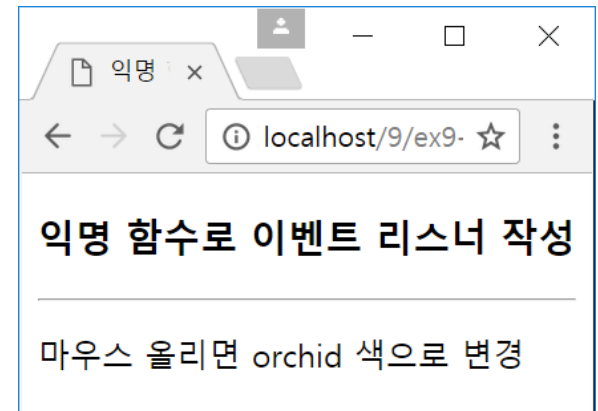 익명
localhost/9/ex9-
익명 함수로 이벤트 리스너 작성
마우스 올리면 orchid 색으로 변경